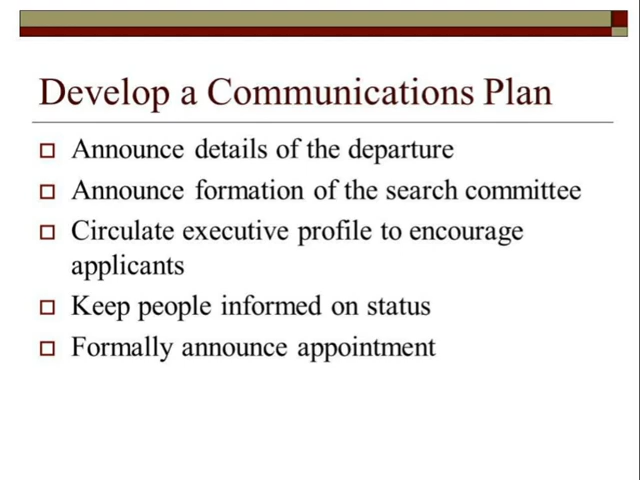 Develop a Communications Plan
Announce details of the departure
Announce formation of the search committee
Circulate executive profile to encourage
applicants
Keep people informed on status
Formally announce appointment